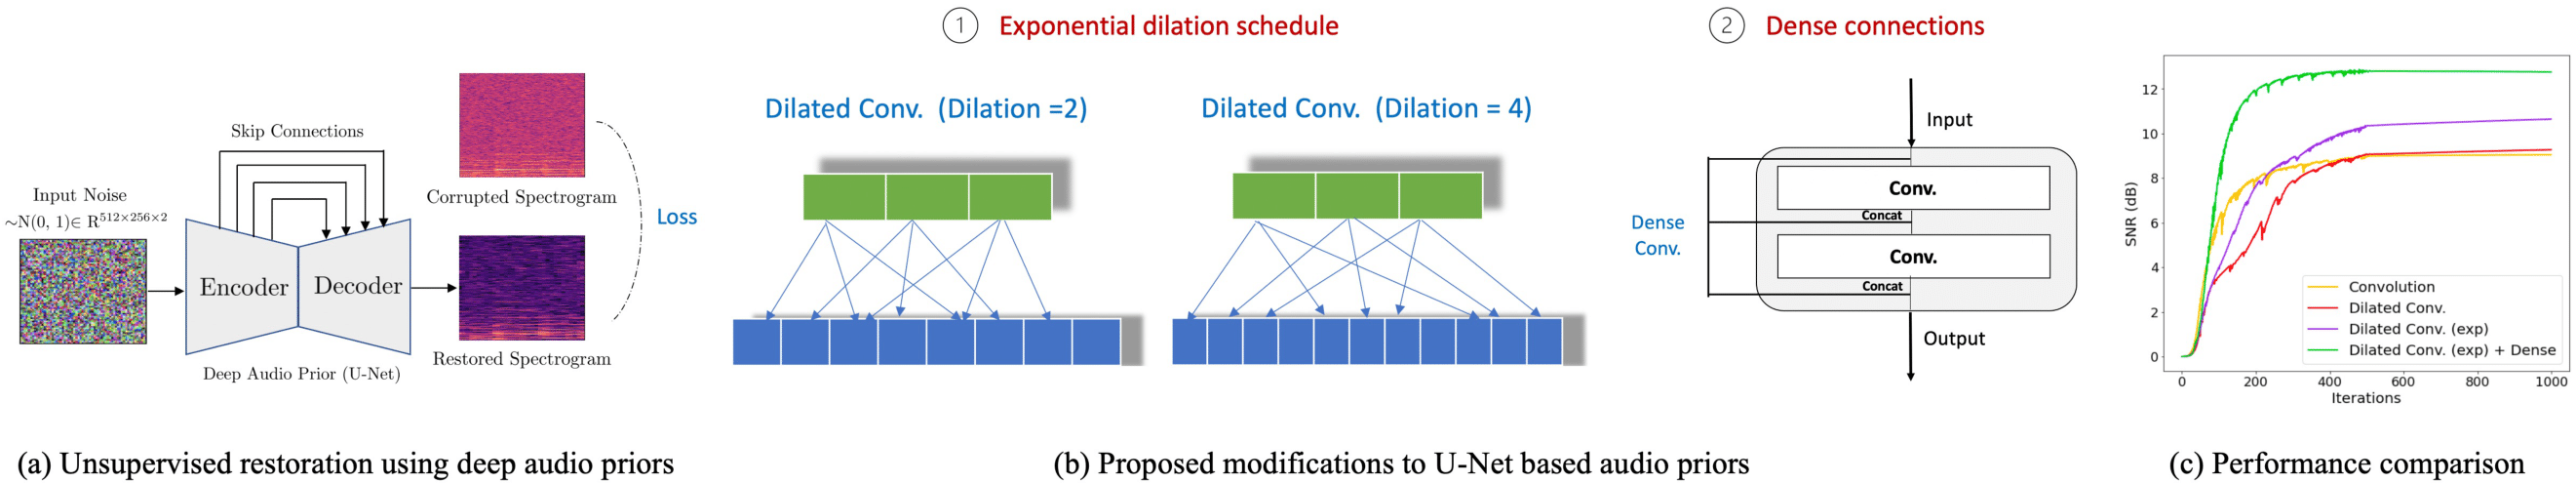 ① Exponential dilation schedule
② Dense connections
Skip Connections
Input Noise
~N(0, 1)∈ R^512×256×2
Encoder
Decoder
Deep Audio Prior (U-Net)
Corrupted Spectrogram
Restored Spectrogram
Loss
(a) Unsupervised restoration using deep audio priors
Dilated Conv. (Dilation =2)
Dilated Conv. (Dilation = 4)
Input
Conv.
Concat
Dense
Conv.
Conv.
Concat
Output
(b) Proposed modifications to U-Net based audio priors
SNR (dB)
12
10
8
6
4
2
0
0 200 400 600 800 1000
Iterations
Convolution
Dilated Conv.
Dilated Conv. (exp)
Dilated Conv. (exp) + Dense
(c) Performance comparison